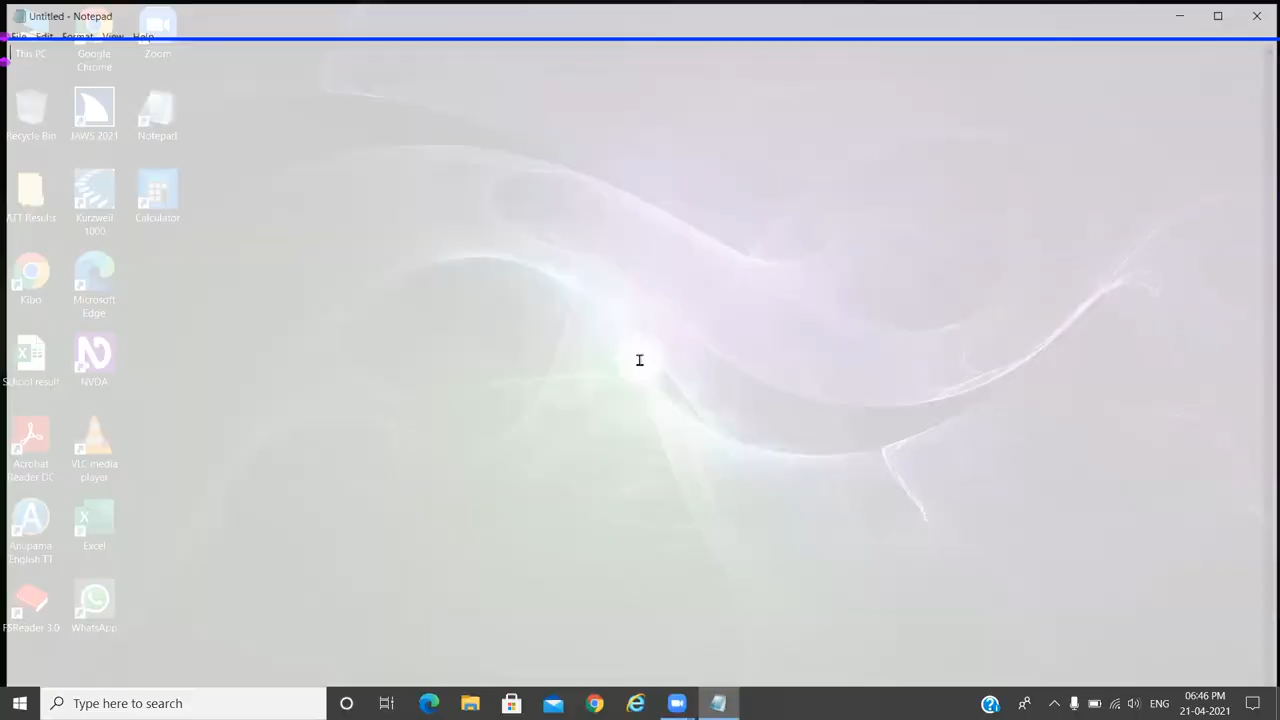 Untitled - Notepad
File Edit Format View Help
This PC
Google Chrome
Zoom
Recycle Bin
JAWS 2021
Notepad
ATT Results
Kurzweil 1000
Calculator
Kibo
Microsoft Edge
School result
NVDA
Acrobat Reader DC
VLC media player
Anupama English TT
Excel
FSReader 3.0
WhatsApp
Type here to search
ENG
06:46 PM
21-04-2021